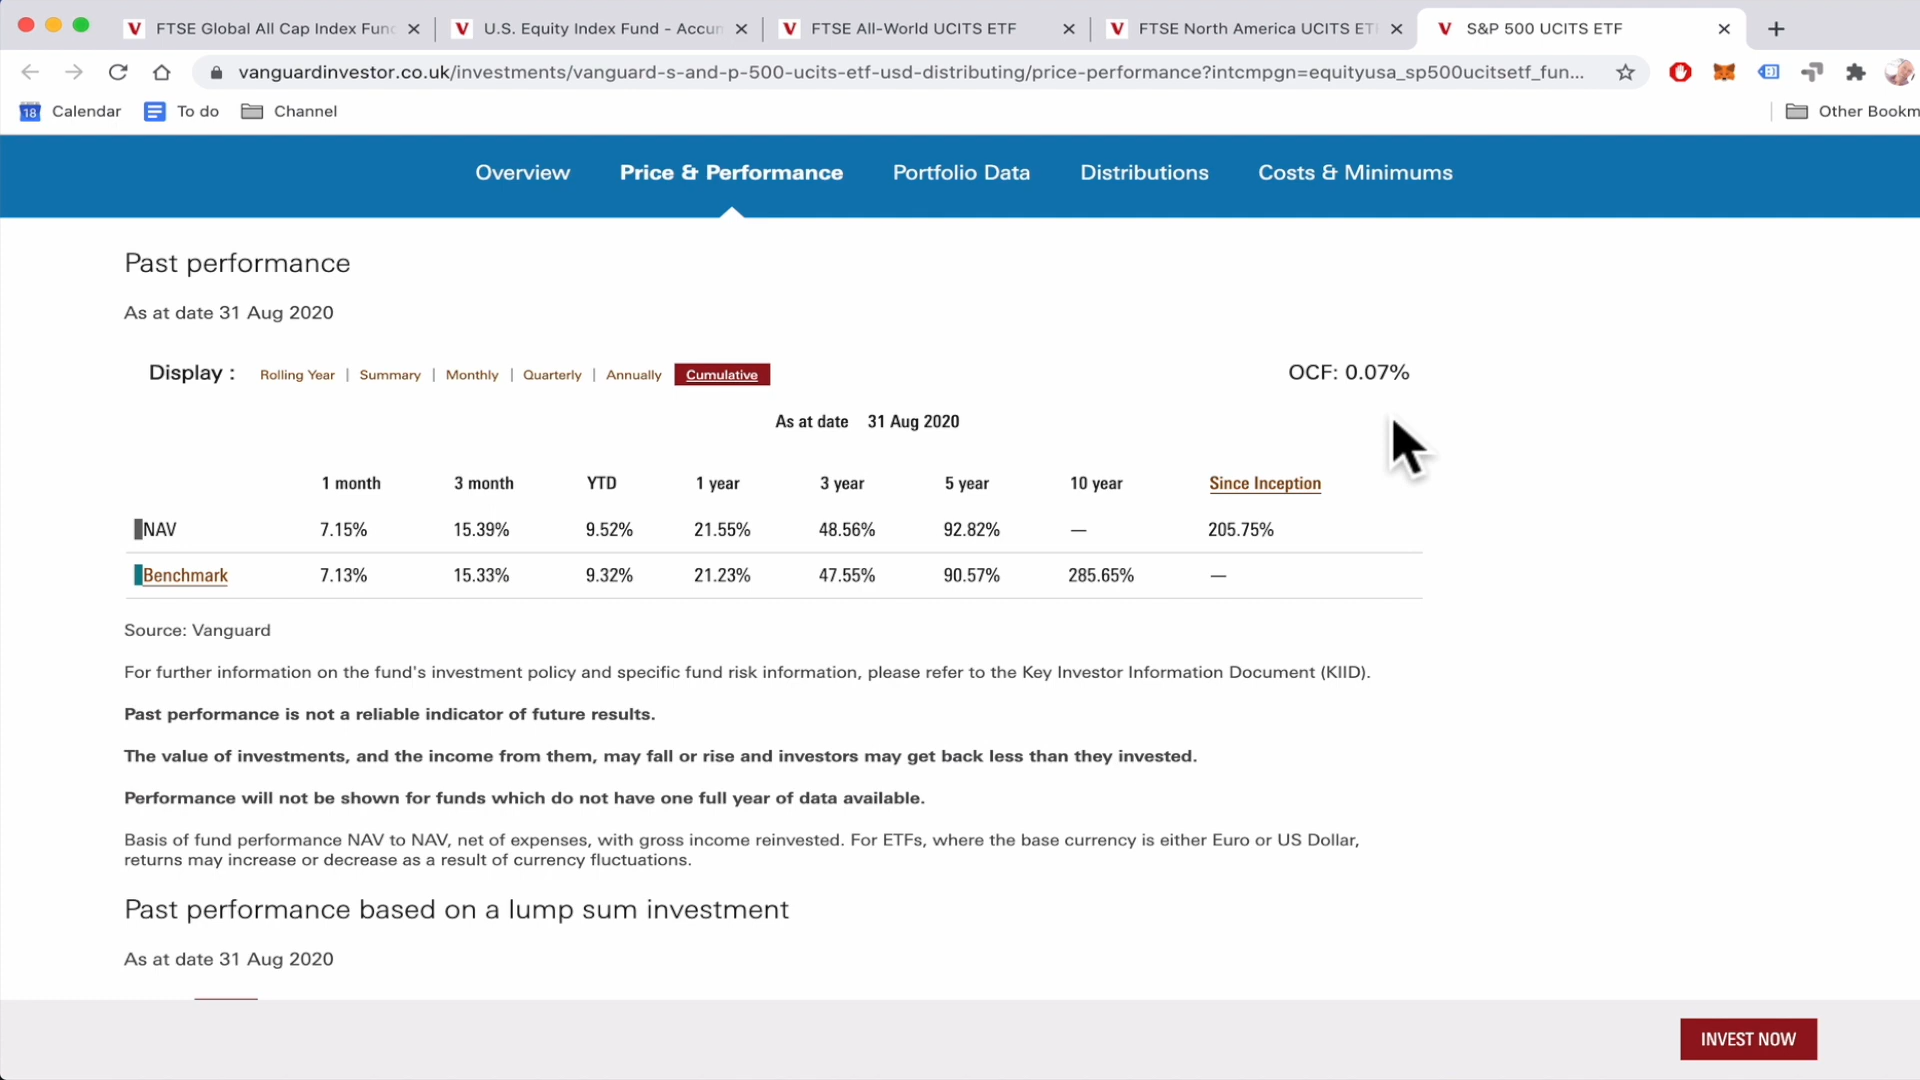 FTSE Global All Cap Index Func
U.S. Equity Index Fund - Accun
FTSE All-World UCITS ETF
FTSE North America UCITS ETF
S&P 500 UCITS ETF
vanguardinvestor.co.uk/investments/vanguard-s-and-p-500-ucits-etf-usd-distributing/price-performance?intcmpgn=equityusa_sp500ucitsetf_fun...
18 Calendar To do Channel Other Bookm
Overview Price & Performance Portfolio Data Distributions Costs & Minimums
Past performance
As at date 31 Aug 2020
Display : Rolling Year | Summary | Monthly | Quarterly | Annually Cumulative OCF: 0.07%
As at date 31 Aug 2020
1 month 3 month YTD 1 year 3 year 5 year 10 year Since Inception
NAV 7.15% 15.39% 9.52% 21.55% 48.56% 92.82% — 205.75%
Benchmark 7.13% 15.33% 9.32% 21.23% 47.55% 90.57% 285.65% —
Source: Vanguard
For further information on the fund's investment policy and specific fund risk information, please refer to the Key Investor Information Document (KIID).
Past performance is not a reliable indicator of future results.
The value of investments, and the income from them, may fall or rise and investors may get back less than they invested.
Performance will not be shown for funds which do not have one full year of data available.
Basis of fund performance NAV to NAV, net of expenses, with gross income reinvested. For ETFs, where the base currency is either Euro or US Dollar,
returns may increase or decrease as a result of currency fluctuations.
Past performance based on a lump sum investment
As at date 31 Aug 2020
INVEST NOW